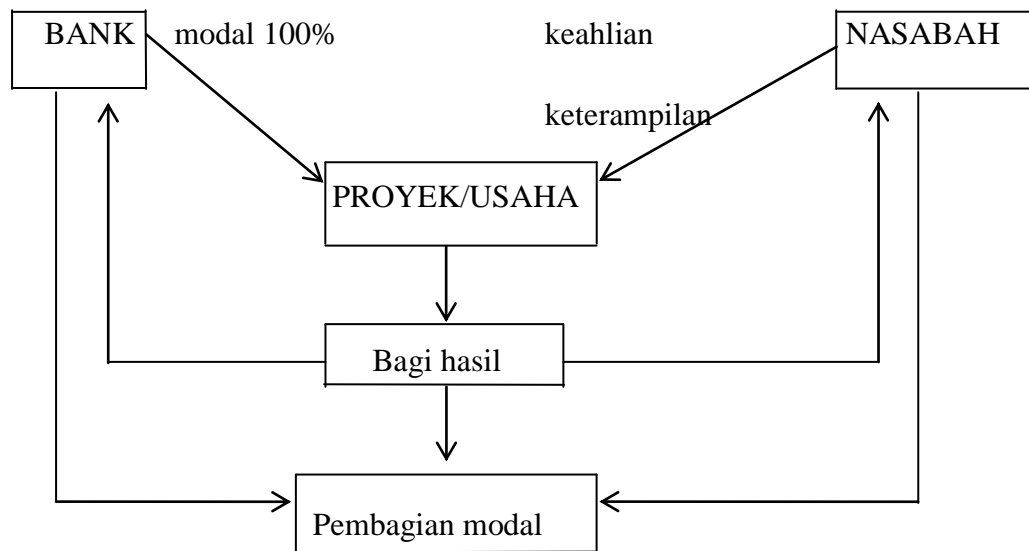 BANK
modal 100%
keahlian
NASABAH
keterampilan
PROYEK/USAHA
Bagi hasil
Pembagian modal